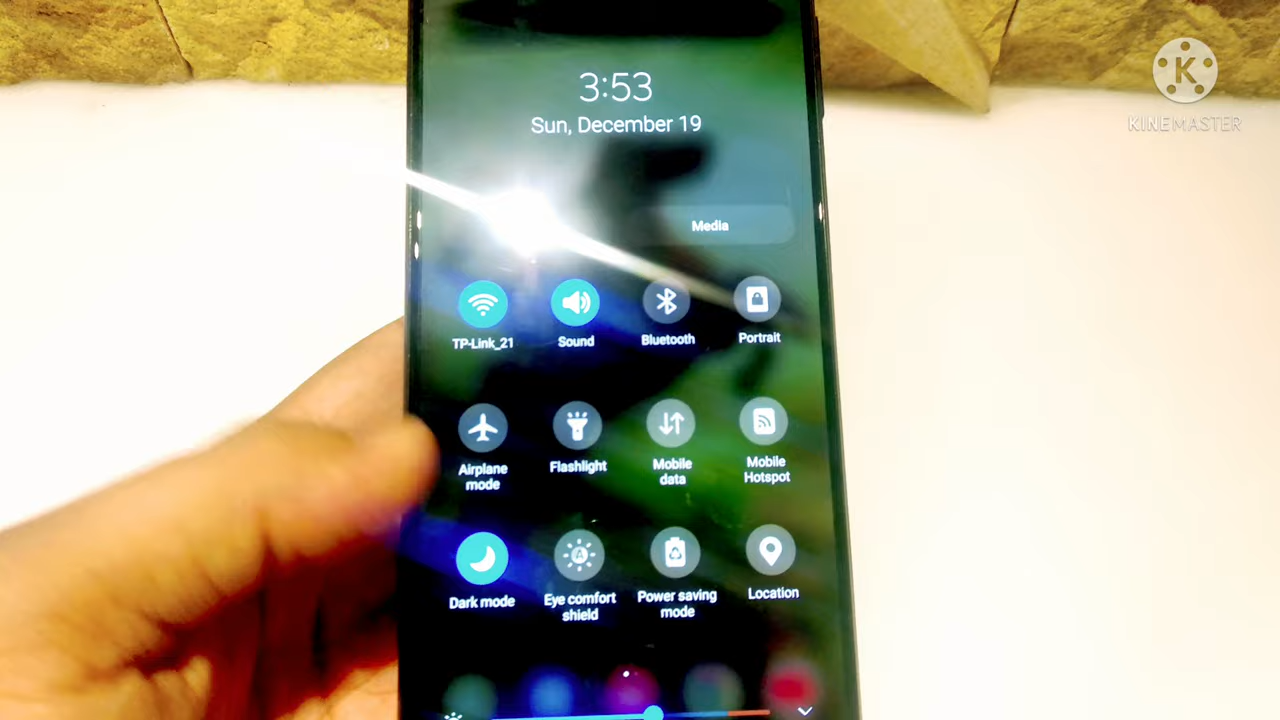 3:53
Sun, December 19
K
KINEMASTER
Media
TP-Link_21
Sound
Bluetooth
Portrait
Airplane
mode
Flashlight
Mobile
data
Mobile
Hotspot
Dark mode
A
Eye comfort
shield
Power saving
mode
Location